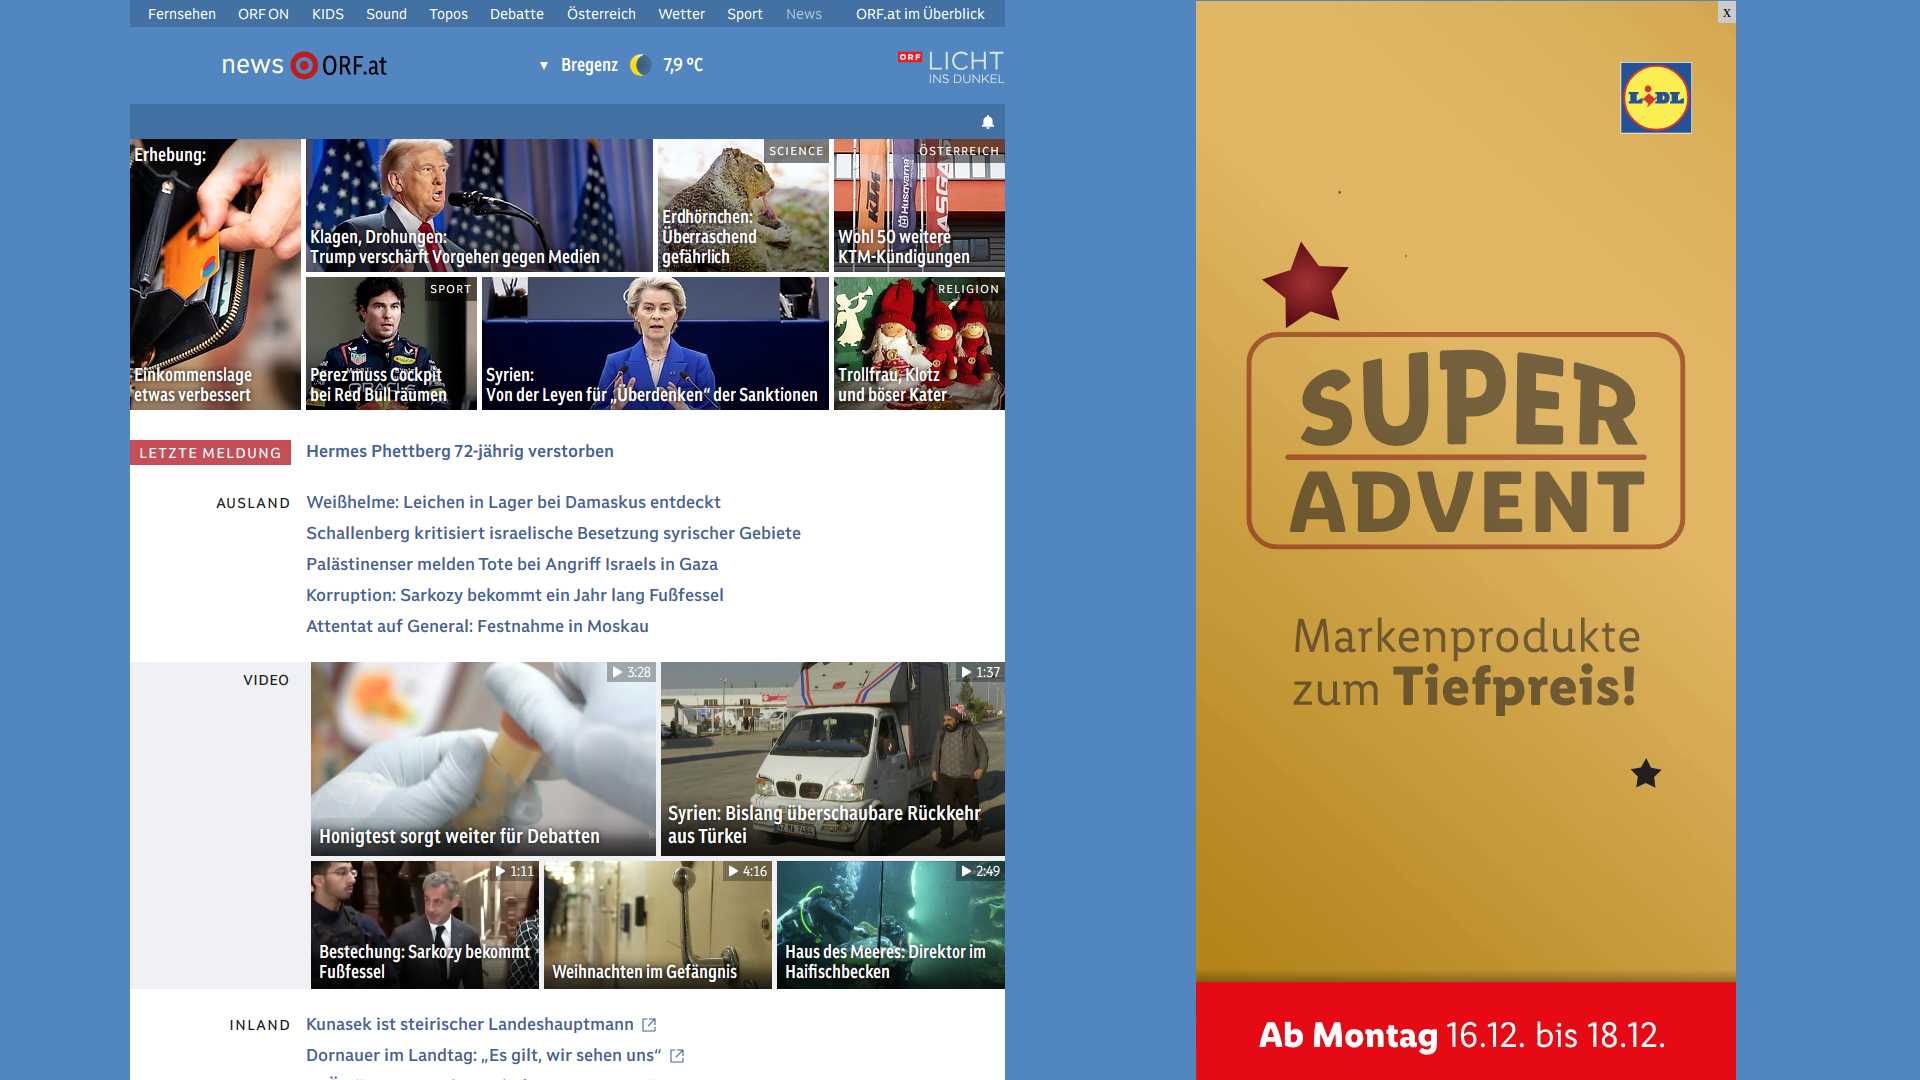 Fernsehen ORF ON KIDS Sound Topos Debatte Österreich Wetter Sport News ORF.at im Überblick
news ORF.at
▼ Bregenz 7,9 °C
ORF LICHT
INS DUNKEL
Erhebung:
Einkommenslage
etwas verbessert
Klagen, Drohungen:
Trump verschärft Vorgehen gegen Medien
SCIENCE
Erdhörnchen:
Überraschend
gefährlich
ÖSTERREICH
KTM
Husqvarna
GASGA
Wohl 50 weitere
KTM-Kündigungen
SPORT
Perez muss Cockpit
bei Red Bull räumen
Syrien:
Von der Leyen für „Überdenken“ der Sanktionen
RELIGION
Trollfrau, Klotz
und böser Kater
LETZTE MELDUNG
Hermes Phettberg 72-jährig verstorben
AUSLAND
Weißhelme: Leichen in Lager bei Damaskus entdeckt
Schallenberg kritisiert israelische Besetzung syrischer Gebiete
Palästinenser melden Tote bei Angriff Israels in Gaza
Korruption: Sarkozy bekommt ein Jahr lang Fußfessel
Attentat auf General: Festnahme in Moskau
VIDEO
3:28
Honigtest sorgt weiter für Debatten
1:37
Syrien: Bislang überschaubare Rückkehr
aus Türkei
1:11
Bestechung: Sarkozy bekommt
Fußfessel
4:16
Weihnachten im Gefängnis
2:49
Haus des Meeres: Direktor im
Haifischbecken
INLAND
Kunasek ist steirischer Landeshauptmann
Dornauer im Landtag: „Es gilt, wir sehen uns“
x
LIDL
SUPER
ADVENT
Markenprodukte
zum Tiefpreis!
Ab Montag 16.12. bis 18.12.